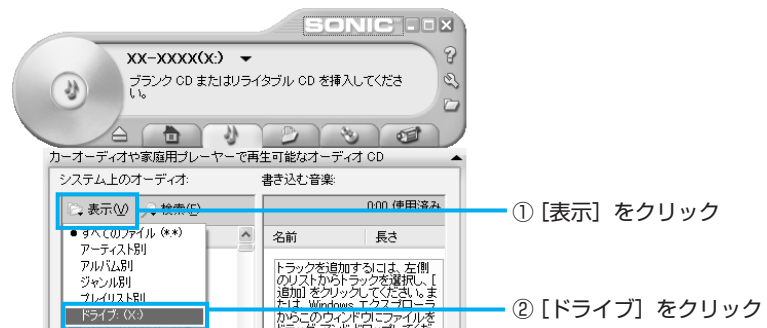 SONIC
XX-XXXX(X:)
ブランク CD またはリライタブル CD を挿入してくださ
い。
カーオーディオや家庭用プレーヤーで再生可能なオーディオ CD
システム上のオーディオ:
書き込む音楽:
表示(V)
検索(F)
0:00 使用済み
① [表示] をクリック
すべてのファイル (*.*)
アーティスト別
アルバム別
ジャンル別
プレイリスト別
ドライブ: (X:)
名前
長さ
トラックを追加するには、左側
のリストからトラックを選択し、[
追加] をクリックしてください。ま
たは、Windows エクスプローラ
からこのウィンドウにファイルを
② [ドライブ] をクリック